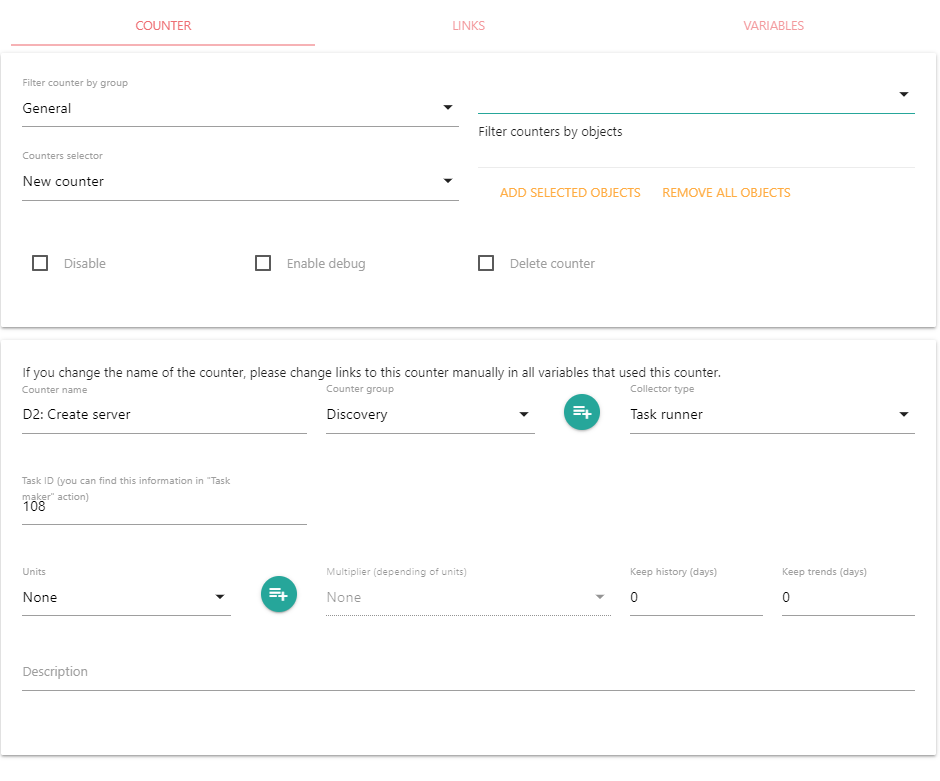 COUNTER
LINKS
VARIABLES
Filter counter by group
General
Filter counters by objects
Counters selector
New counter
ADD SELECTED OBJECTS
REMOVE ALL OBJECTS
Disable
Enable debug
Delete counter
If you change the name of the counter, please change links to this counter manually in all variables that used this counter.
Counter name
D2: Create server
Counter group
Discovery
Collector type
Task runner
Task ID (you can find this information in "Task
maker" action)
108
Units
None
Multiplier (depending of units)
None
Keep history (days)
0
Keep trends (days)
0
Description